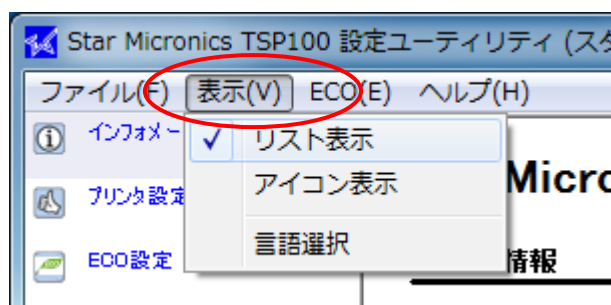 Star Micronics TSP100 設定ユーティリティ (スタ
ファイル(F) 表示(V) ECO(E) ヘルプ(H)
インフォメー
リスト表示
アイコン表示
プリンタ設定
Micro
言語選択
ECO設定
情報